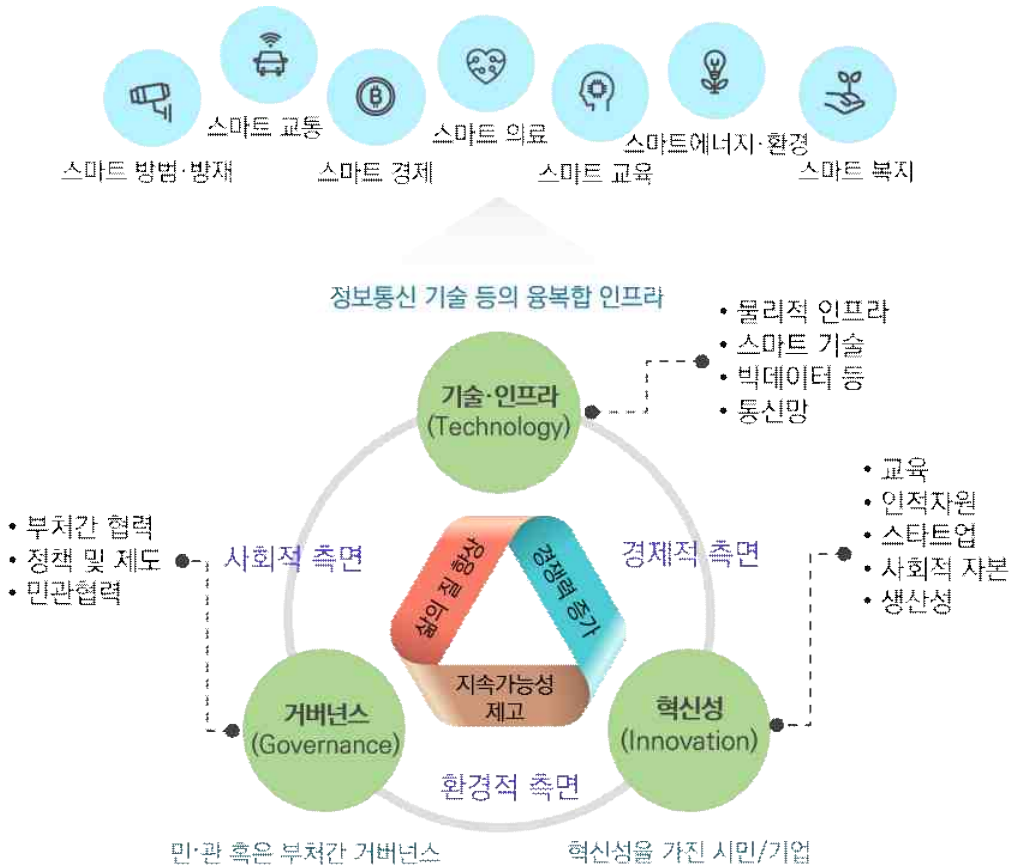 스마트 교통
스마트 의료
스마트에너지·환경
스마트 방범·방재
스마트 경제
스마트 교육
스마트 복지
정보통신 기술 등의 융복합 인프라
• 물리적 인프라
• 스마트 기술
• 빅데이터 등
• 통신망
기술·인프라
(Technology)
• 교육
• 인적자원
• 스타트업
• 사회적 자본
• 생산성
• 부처간 협력
• 정책 및 제도
• 민관협력
사회적 측면
경제적 측면
삶의 질 향상
경쟁력 증가
지속가능성
제고
거버넌스
(Governance)
혁신성
(Innovation)
환경적 측면
민·관 혹은 부처간 거버넌스
혁신성을 가진 시민/기업